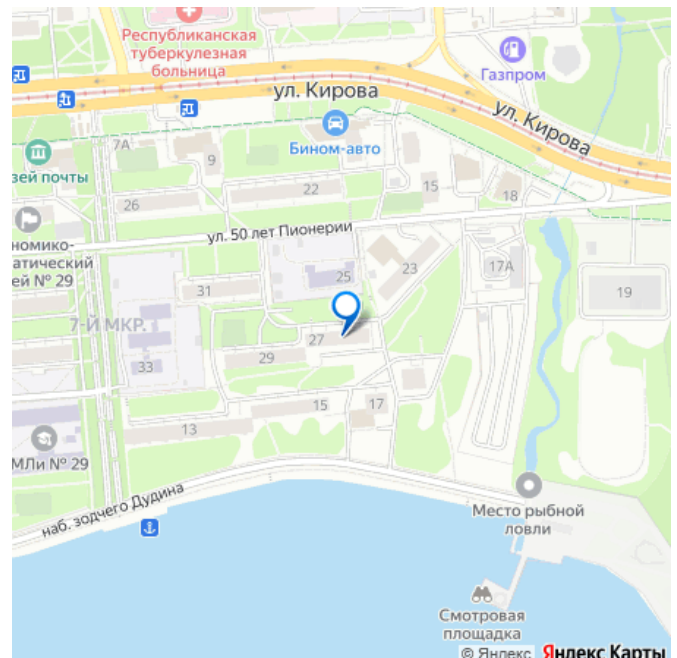 Республиканская
туберкулезная
больница
Газпром
ул. Кирова
ул. Кирова
7А
9
Бином-авто
зей почты
22
15
18
26
ул. 50 лет Пионерии
номико-
атический
ей № 29
25
23
17А
31
19
7-Й МКР.
27
33
29
15
17
13
МЛи № 29
наб. зодчего Дудина
Место рыбной
ловли
Смотровая
площадка
© Яндекс Яндекс Карты